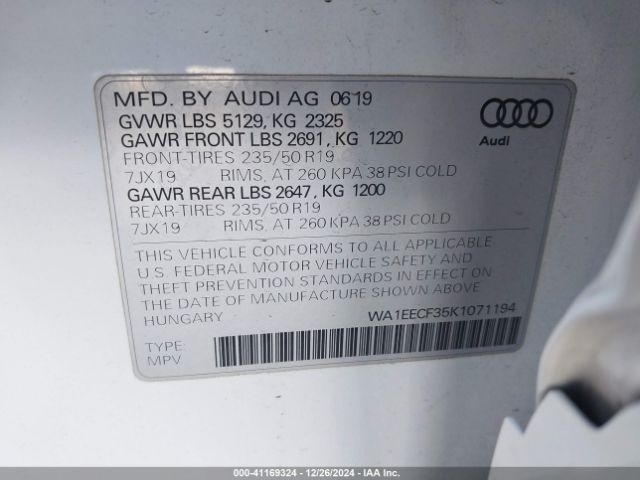 MFD. BY AUDI AG 0619
GVWR LBS 5129, KG 2325
GAWR FRONT LBS 2691, KG 1220
FRONT-TIRES 235/50 R19
7JX19 RIMS, AT 260 KPA 38 PSI COLD
GAWR REAR LBS 2647, KG 1200
REAR-TIRES 235/50 R19
7JX19 RIMS, AT 260 KPA 38 PSI COLD
Audi
THIS VEHICLE CONFORMS TO ALL APPLICABLE
U.S. FEDERAL MOTOR VEHICLE SAFETY AND
THEFT PREVENTION STANDARDS IN EFFECT ON
THE DATE OF MANUFACTURE SHOWN ABOVE
HUNGARY
WA1EECF35K1071194
TYPE:
MPV
000-41169324 | 12/26/2024 | IAA Inc.